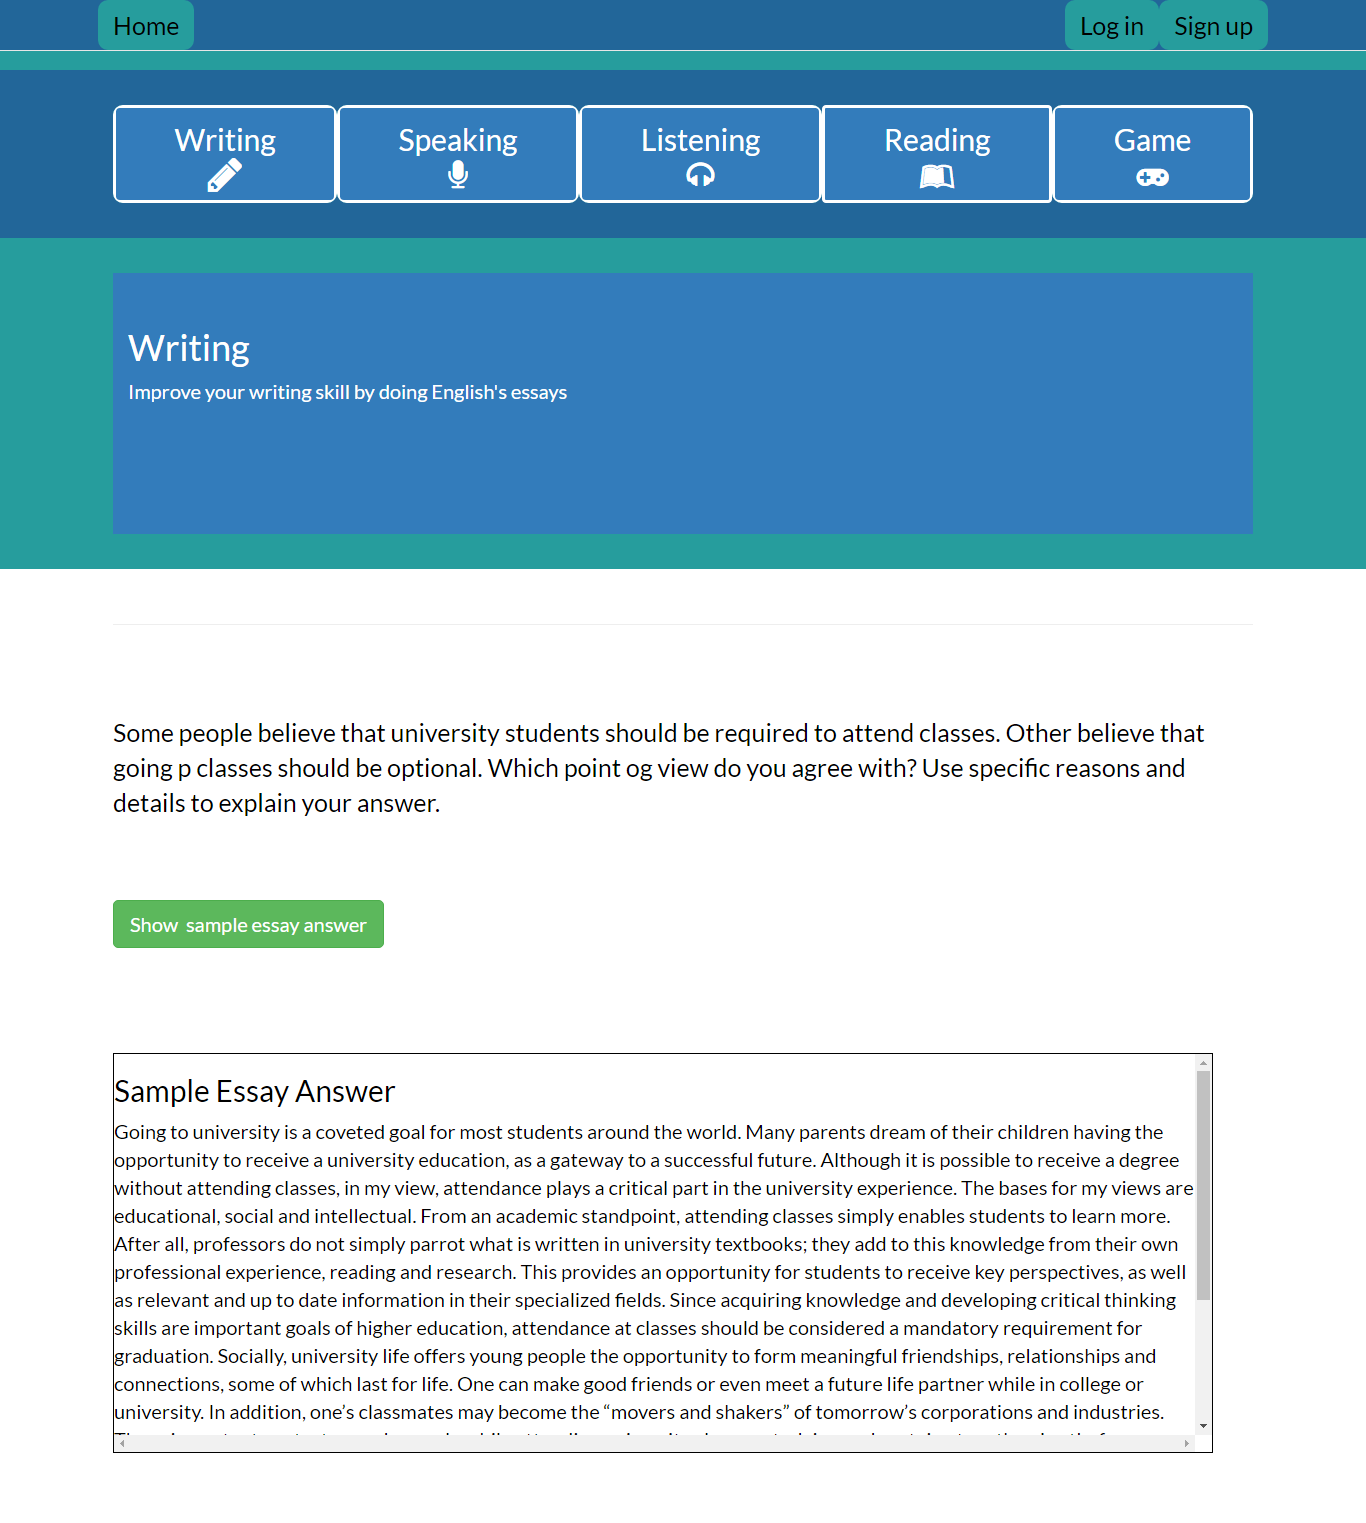 Home
Log in
Sign up
Writing
Speaking
Listening
Reading
Game
Writing
Improve your writing skill by doing English's essays
Some people believe that university students should be required to attend classes. Other believe that
going p classes should be optional. Which point og view do you agree with? Use specific reasons and
details to explain your answer.
Show  sample essay answer
Sample Essay Answer
Going to university is a coveted goal for most students around the world. Many parents dream of their children having the
opportunity to receive a university education, as a gateway to a successful future. Although it is possible to receive a degree
without attending classes, in my view, attendance plays a critical part in the university experience. The bases for my views are
educational, social and intellectual. From an academic standpoint, attending classes simply enables students to learn more.
After all, professors do not simply parrot what is written in university textbooks; they add to this knowledge from their own
professional experience, reading and research. This provides an opportunity for students to receive key perspectives, as well
as relevant and up to date information in their specialized fields. Since acquiring knowledge and developing critical thinking
skills are important goals of higher education, attendance at classes should be considered a mandatory requirement for
graduation. Socially, university life offers young people the opportunity to form meaningful friendships, relationships and
connections, some of which last for life. One can make good friends or even meet a future life partner while in college or
university. In addition, one’s classmates may become the “movers and shakers” of tomorrow’s corporations and industries.